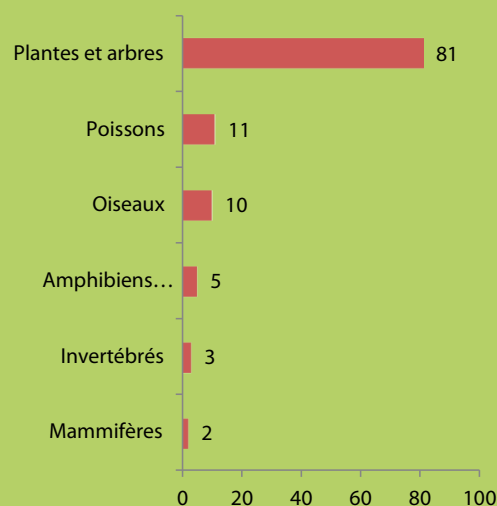 Plantes et arbres 81
Poissons 11
Oiseaux 10
Amphibiens… 5
Invertébrés 3
Mammifères 2
0 20 40 60 80 100